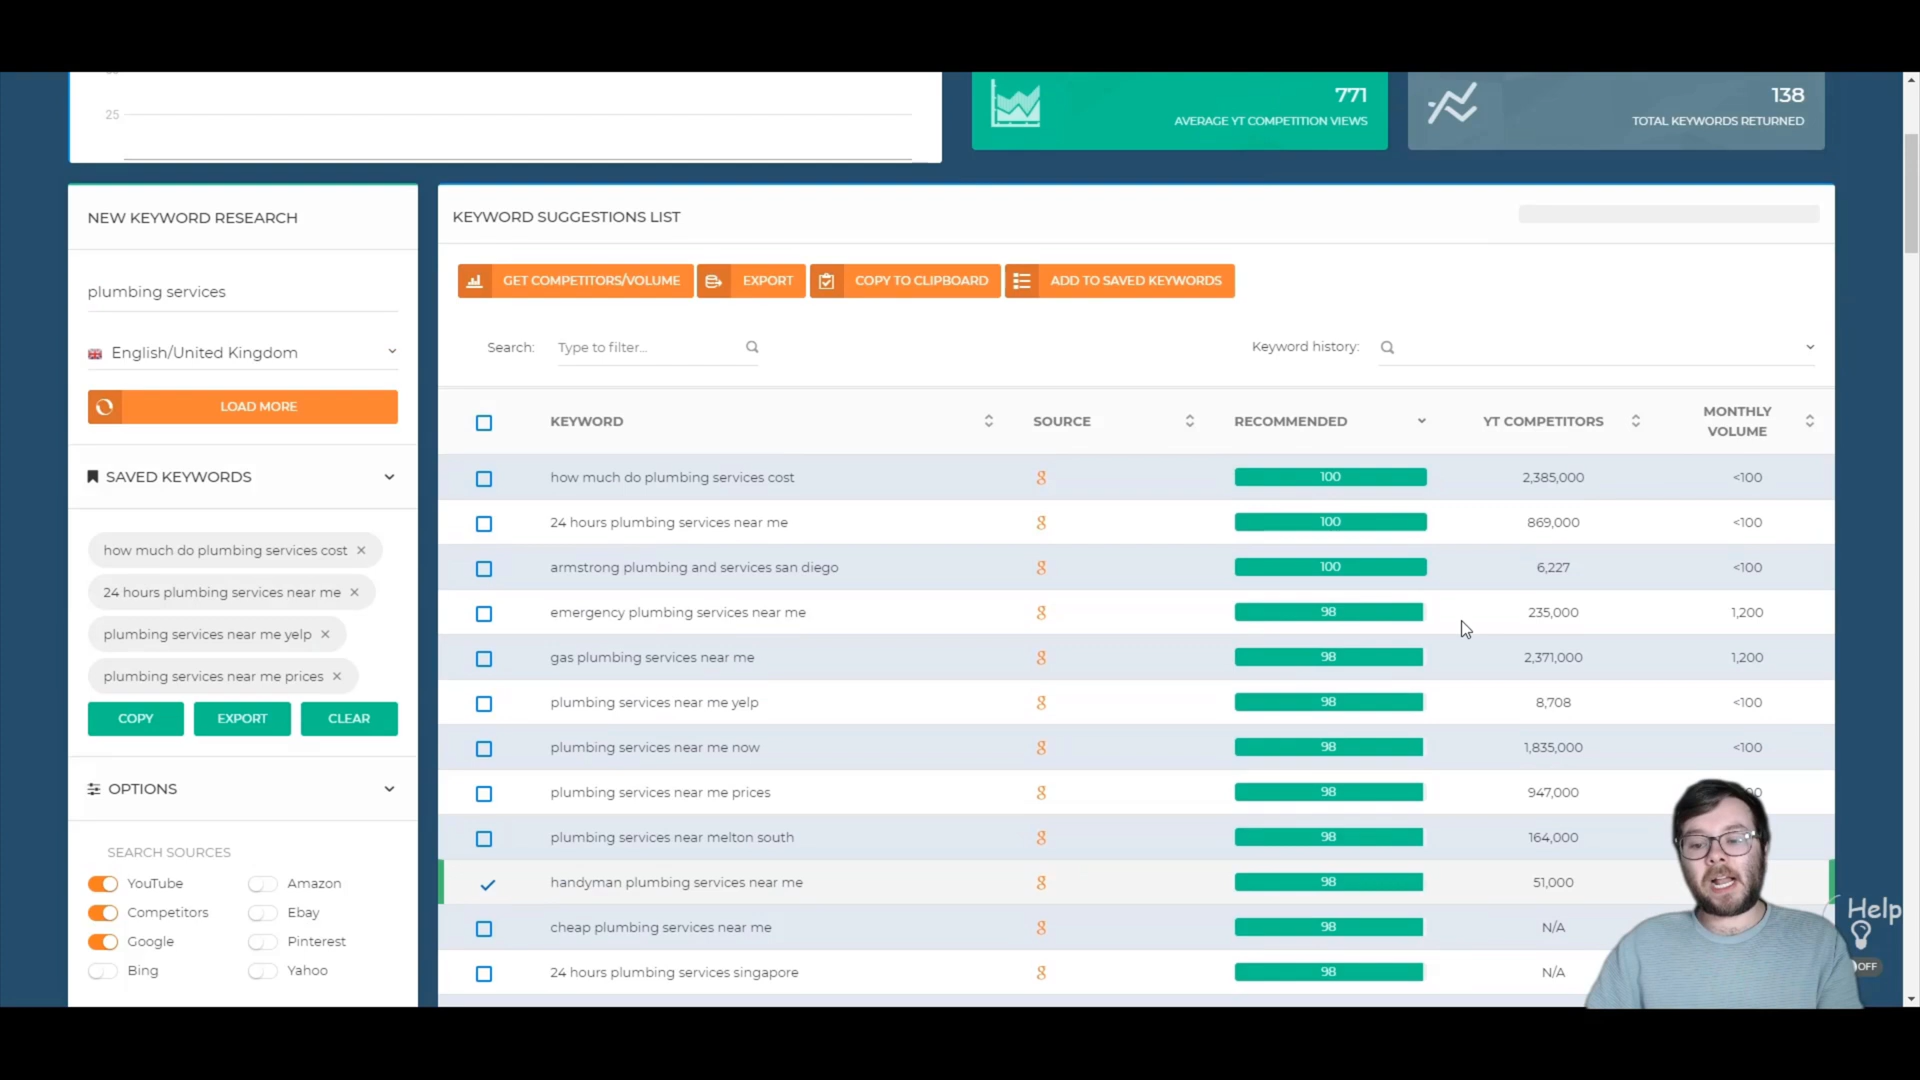 25
771
AVERAGE YT COMPETITION VIEWS
138
TOTAL KEYWORDS RETURNED
NEW KEYWORD RESEARCH
plumbing services
English/United Kingdom
LOAD MORE
SAVED KEYWORDS
how much do plumbing services cost ×
24 hours plumbing services near me ×
plumbing services near me yelp ×
plumbing services near me prices ×
COPY EXPORT CLEAR
OPTIONS
SEARCH SOURCES
YouTube Amazon
Competitors Ebay
Google Pinterest
Bing Yahoo
KEYWORD SUGGESTIONS LIST
GET COMPETITORS/VOLUME EXPORT COPY TO CLIPBOARD ADD TO SAVED KEYWORDS
Search: Type to filter... Keyword history:
KEYWORD SOURCE RECOMMENDED YT COMPETITORS MONTHLY VOLUME
how much do plumbing services cost g 100 2,385,000 <100
24 hours plumbing services near me g 100 869,000 <100
armstrong plumbing and services san diego g 100 6,227 <100
emergency plumbing services near me g 98 235,000 1,200
gas plumbing services near me g 98 2,371,000 1,200
plumbing services near me yelp g 98 8,708 <100
plumbing services near me now g 98 1,835,000 <100
plumbing services near me prices g 98 947,000
plumbing services near melton south g 98 164,000
handyman plumbing services near me g 98 51,000
cheap plumbing services near me g 98 N/A
24 hours plumbing services singapore g 98 N/A
Help
OFF